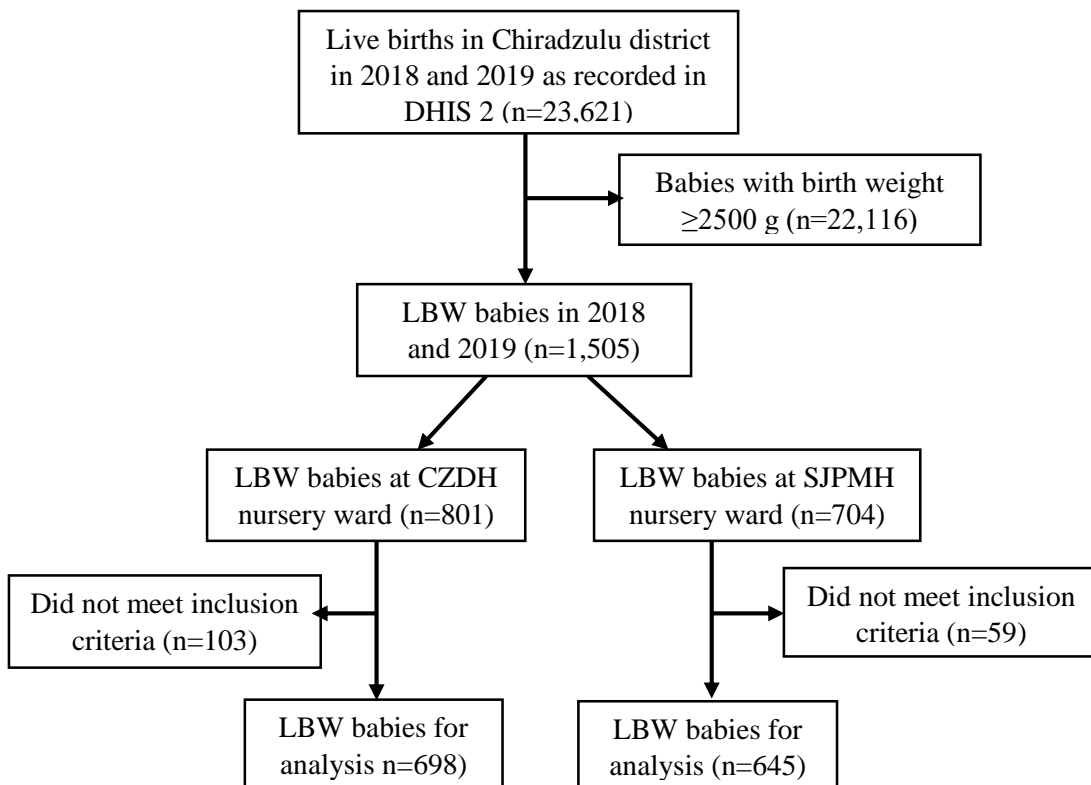 Live births in Chiradzulu district
in 2018 and 2019 as recorded in
DHIS 2 (n=23,621)
Babies with birth weight
≥2500 g (n=22,116)
LBW babies in 2018
and 2019 (n=1,505)
LBW babies at CZDH
nursery ward (n=801)
LBW babies at SJPMH
nursery ward (n=704)
Did not meet inclusion
criteria (n=103)
Did not meet inclusion
criteria (n=59)
LBW babies for
analysis n=698)
LBW babies for
analysis (n=645)